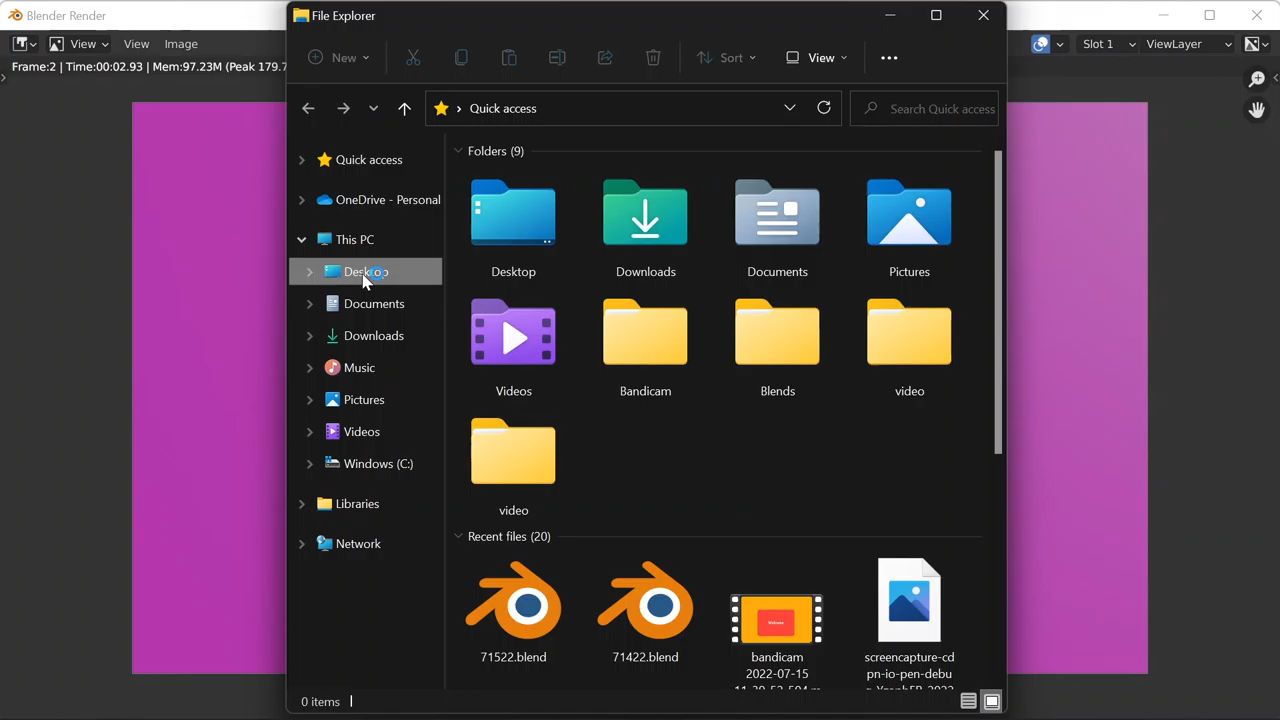 Blender Render
View
View
Image
Slot 1
ViewLayer
Frame:2 | Time:00:02.93 | Mem:97.23M (Peak 179.7
File Explorer
New
Sort
View
Quick access
Search Quick access
Quick access
OneDrive - Personal
This PC
Desktop
Documents
Downloads
Music
Pictures
Videos
Windows (C:)
Libraries
Network
Folders (9)
Desktop
Downloads
Documents
Pictures
Videos
Bandicam
Blends
video
video
Recent files (20)
71522.blend
71422.blend
Welcome
bandicam
2022-07-15
screencapture-cd
pn-io-pen-debu
0 items